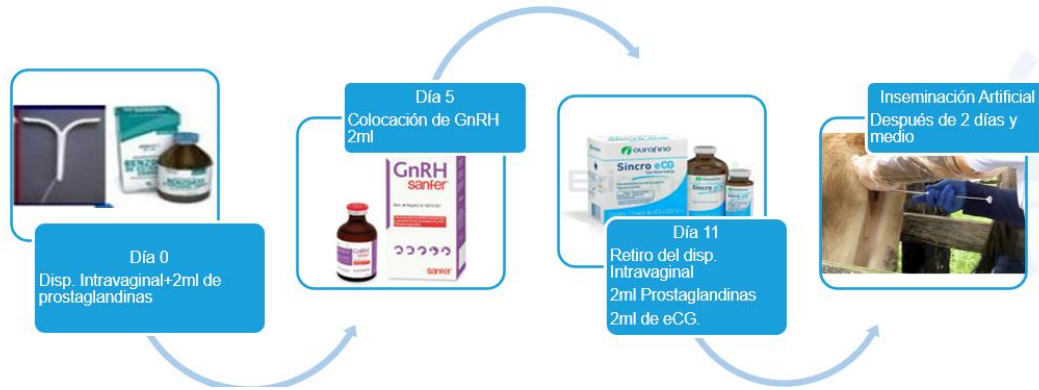 Día 0
Disp. Intravaginal+2ml de
prostaglandinas
Día 5
Colocación de GnRH
2ml
GnRH
sanfer
GnRH
sanfer
Día 11
Retiro del disp.
Intravaginal
2ml Prostaglandinas
2ml de eCG.
ourofino
Sincro eCG
Inseminación Artificial
Después de 2 días y
medio